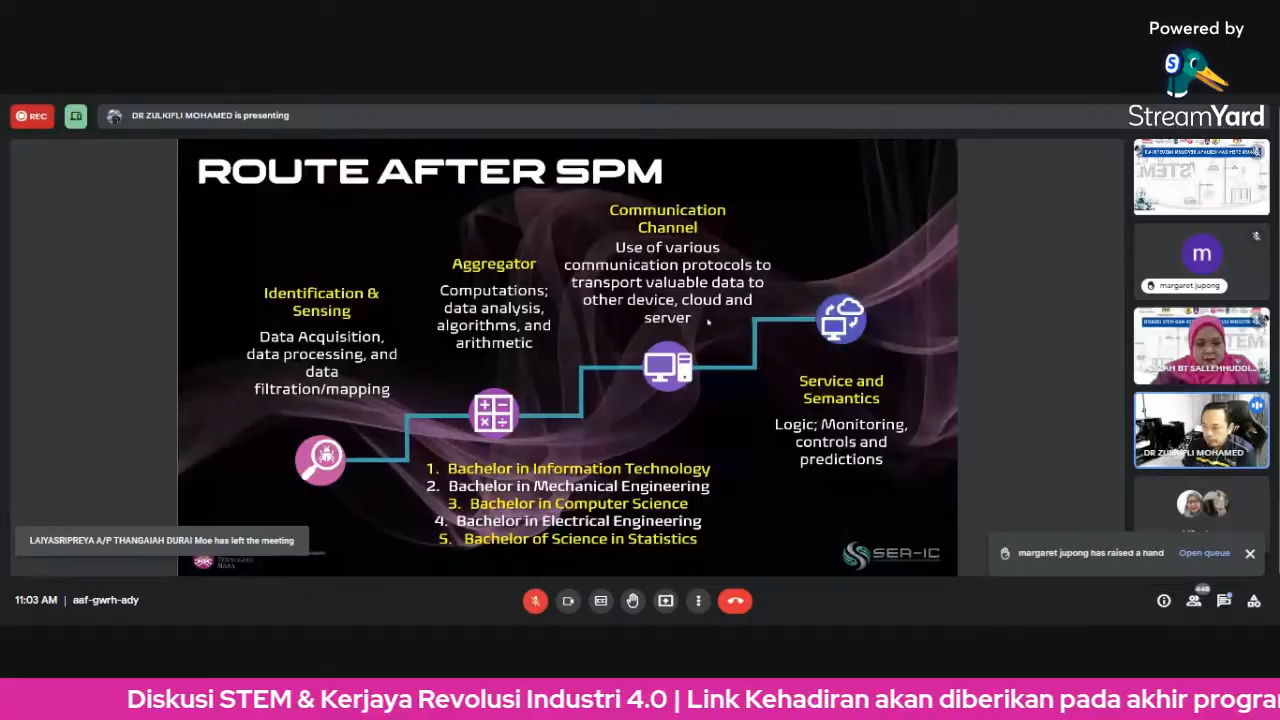 Powered by
StreamYard
REC
DR ZULKIFLI MOHAMED is presenting
ROUTE AFTER SPM
Communication
Channel
Use of various
communication protocols to
transport valuable data to
other device, cloud and
server
Aggregator
Computations;
data analysis,
algorithms, and
arithmetic
Identification &
Sensing
Data Acquisition,
data processing, and
data
filtration/mapping
Service and
Semantics
Logic; Monitoring,
controls and
predictions
1. Bachelor in Information Technology
2. Bachelor in Mechanical Engineering
3. Bachelor in Computer Science
4. Bachelor in Electrical Engineering
5. Bachelor of Science in Statistics
SEA-IC
STEM
m
margaret jupong
BT SALLEHHUDDI...
DR ZULKIFLI MOHAMED
LAIYASRIPREYA A/P THANGAIAH DURAI Moe has left the meeting
margaret jupong has raised a hand
Open queue
11:03 AM | aaf-gwrh-ady
448
Diskusi STEM & Kerjaya Revolusi Industri 4.0 | Link Kehadiran akan diberikan pada akhir progra